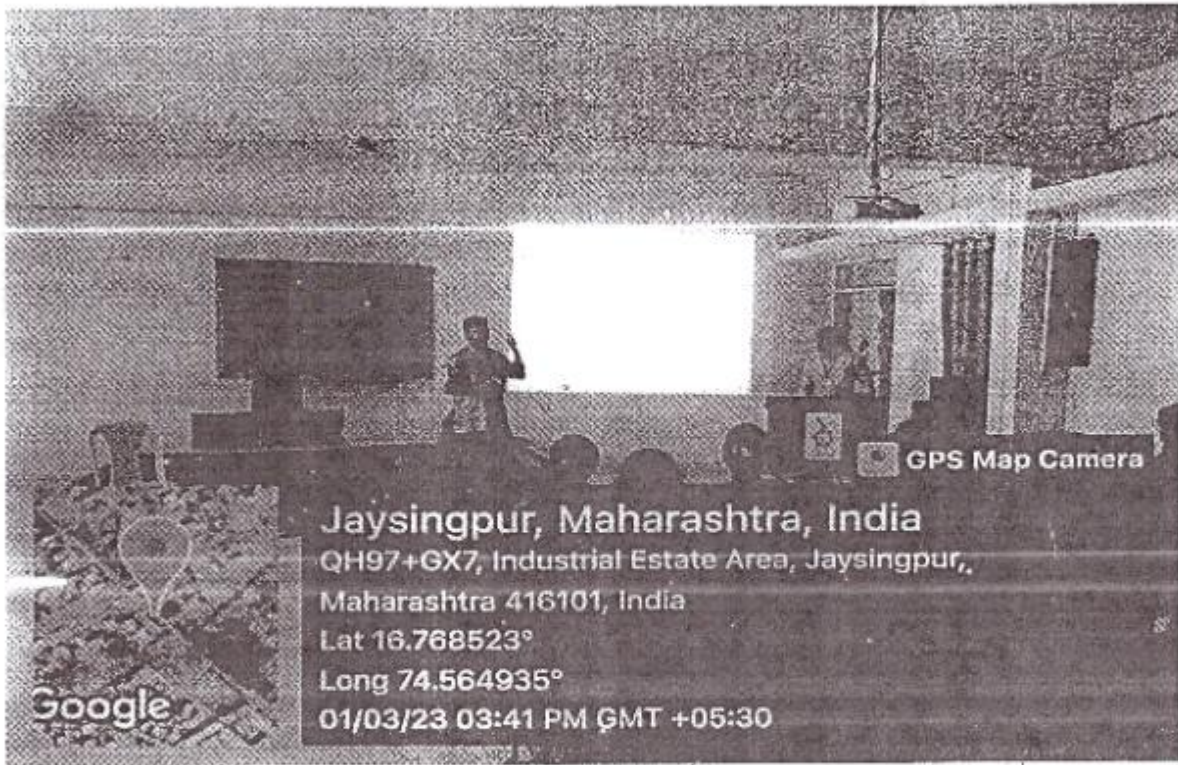 GPS Map Camera
Jaysingpur, Maharashtra, India
QH97+GX7, Industrial Estate Area, Jaysingpur,
Maharashtra 416101, India
Lat 16.768523°
Long 74.564935°
01/03/23 03:41 PM GMT +05:30
Google